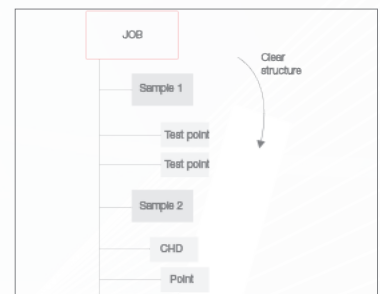 JOB
Clear
structure
Sample 1
Test point
Test point
Sample 2
CHD
Point